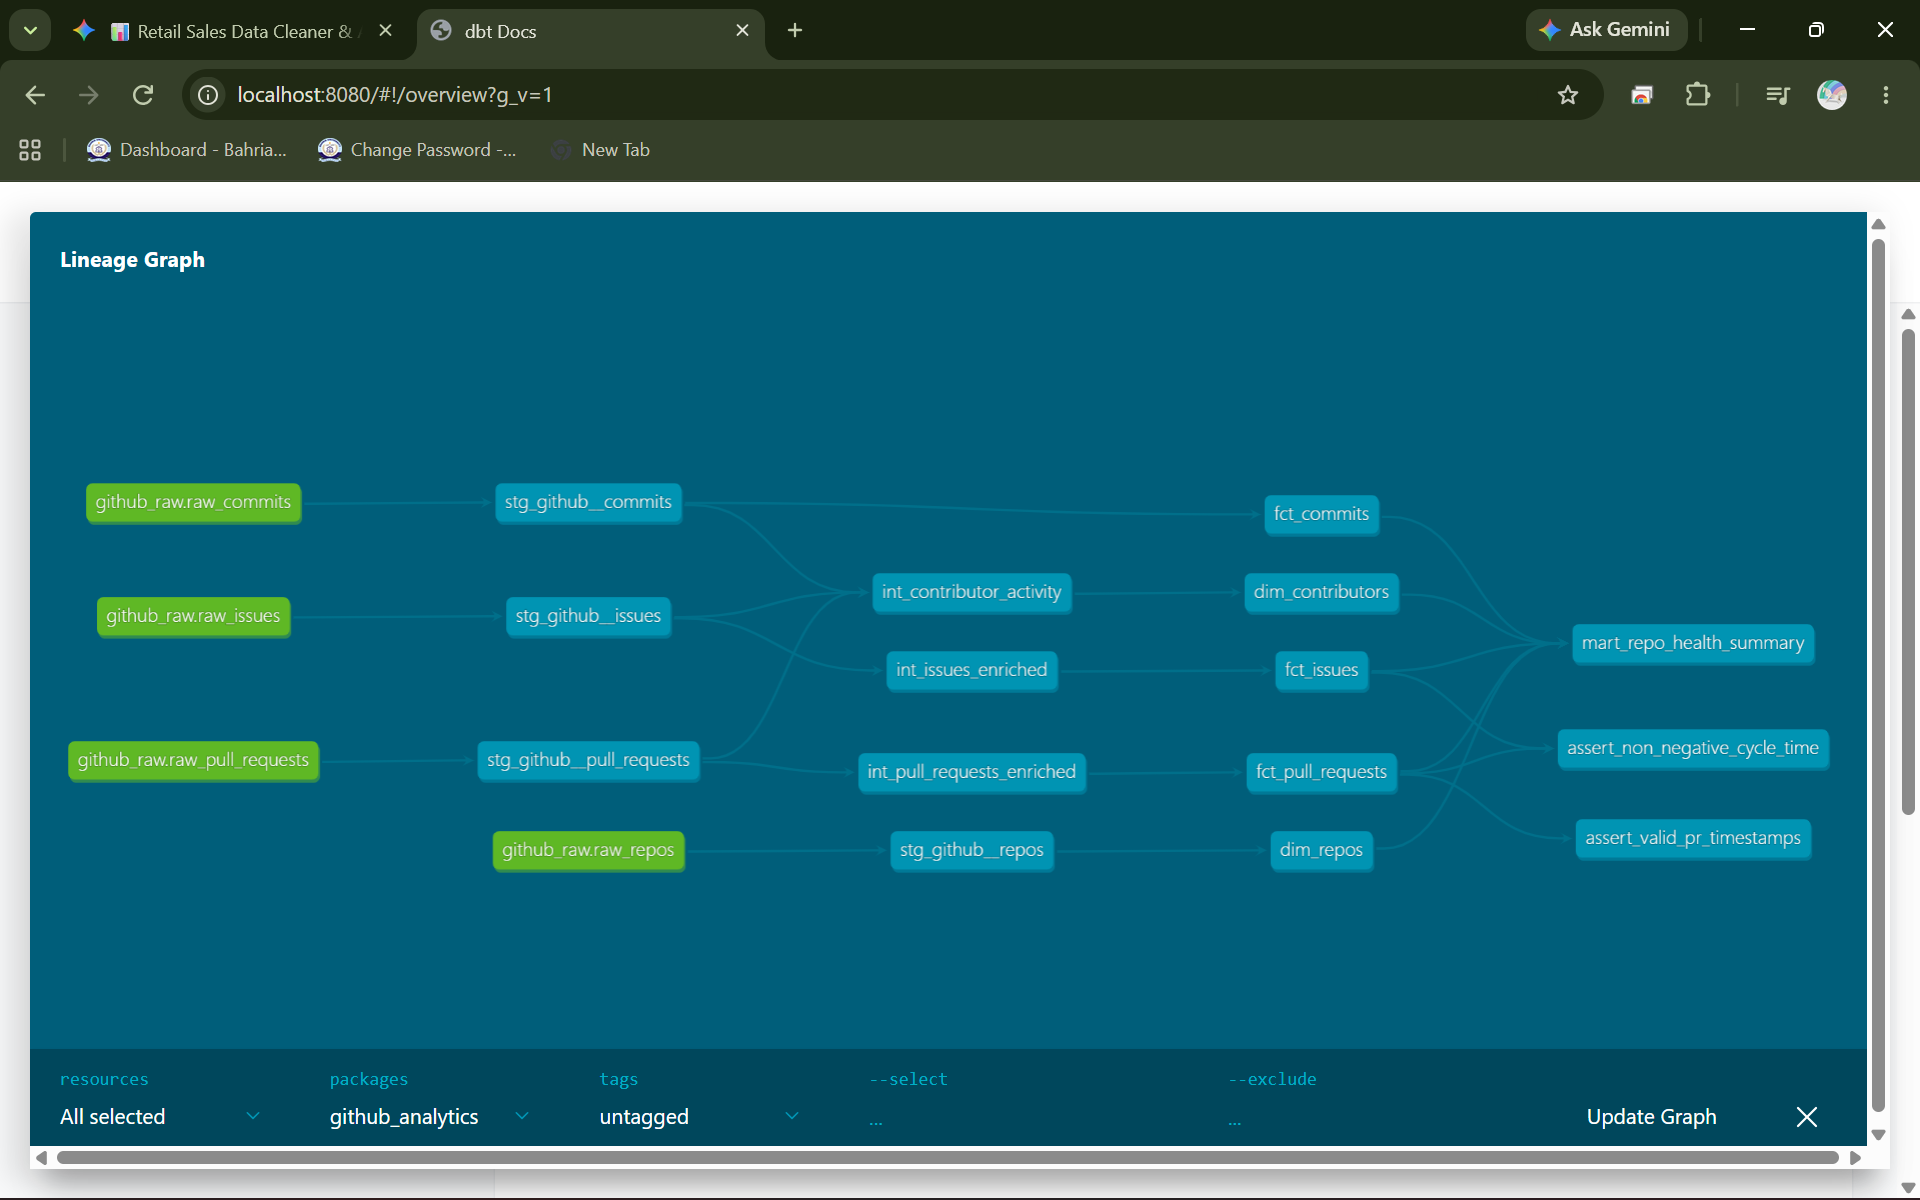 Retail Sales Data Cleaner &
dbt Docs
Ask Gemini
localhost:8080/#!/overview?g_v=1
Dashboard - Bahria...
Change Password -...
New Tab
Lineage Graph
github_raw.raw_commits
stg_github__commits
fct_commits
int_contributor_activity
dim_contributors
github_raw.raw_issues
stg_github__issues
mart_repo_health_summary
int_issues_enriched
fct_issues
assert_non_negative_cycle_time
github_raw.raw_pull_requests
stg_github__pull_requests
int_pull_requests_enriched
fct_pull_requests
assert_valid_pr_timestamps
github_raw.raw_repos
stg_github__repos
dim_repos
resources
packages
tags
--select
--exclude
All selected
github_analytics
untagged
...
...
Update Graph